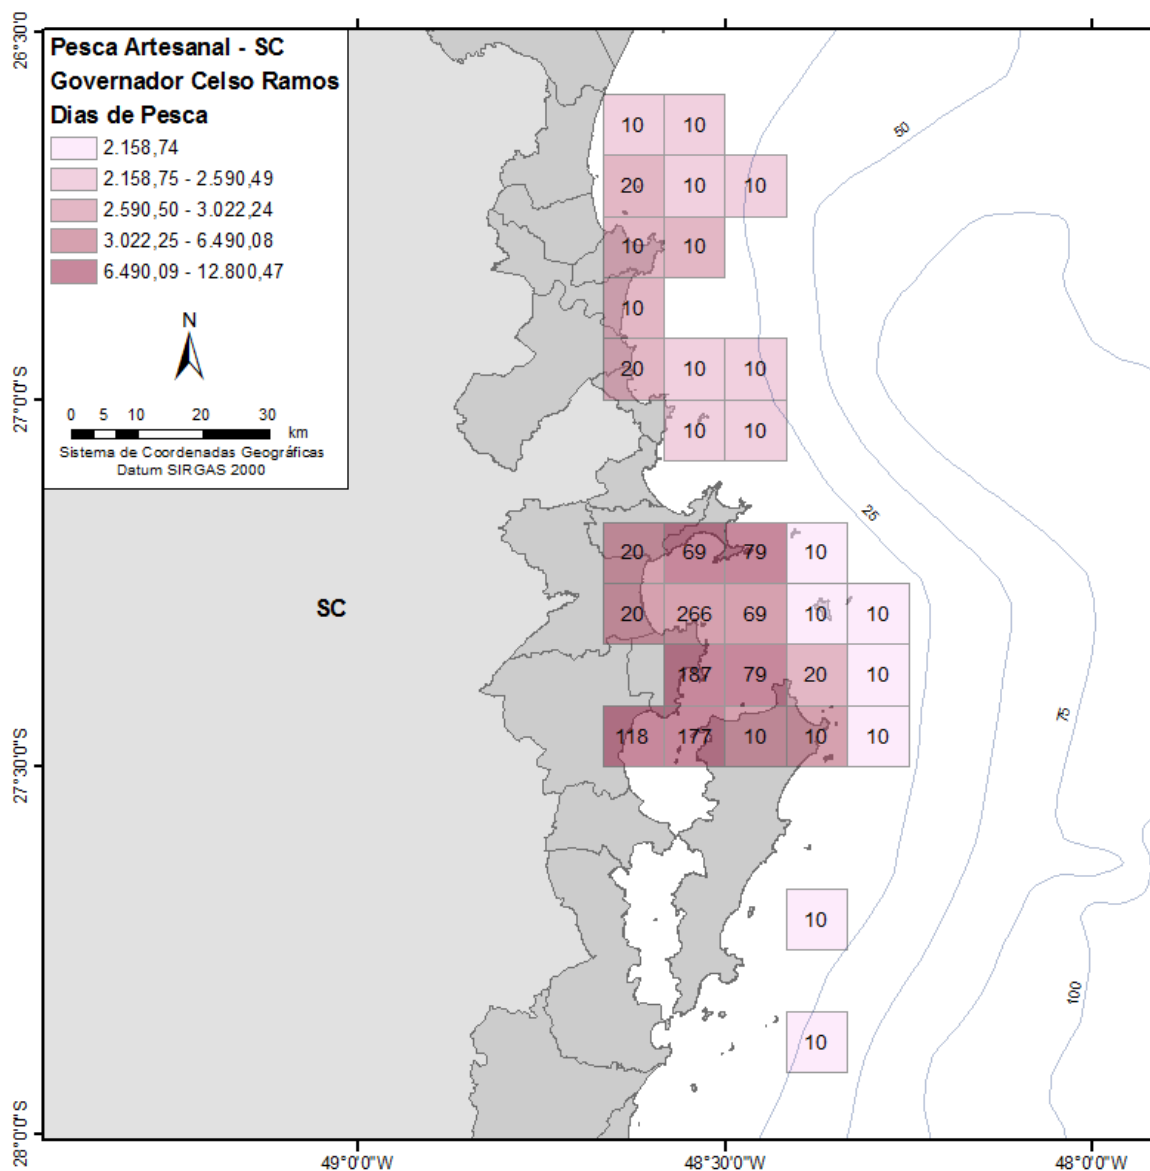 Pesca Artesanal - SC
Governador Celso Ramos
Dias de Pesca
2.158,74
2.158,75 - 2.590,49
2.590,50 - 3.022,24
3.022,25 - 6.490,08
6.490,09 - 12.800,47
N
0 5 10 20 30
km
Sistema de Coordenadas Geográficas
Datum SIRGAS 2000
26°30'0
27°0'0"S
27°30'0"S
28°0'0"S
49°0'0"W
48°30'0"W
48°0'0"W
SC
50
25
75
100
10 10
20 10 10
10 10
10
20 10 10
10 10
20 69 79 10
20 266 69 10 10
187 79 20 10
118 177 10 10 10
10
10